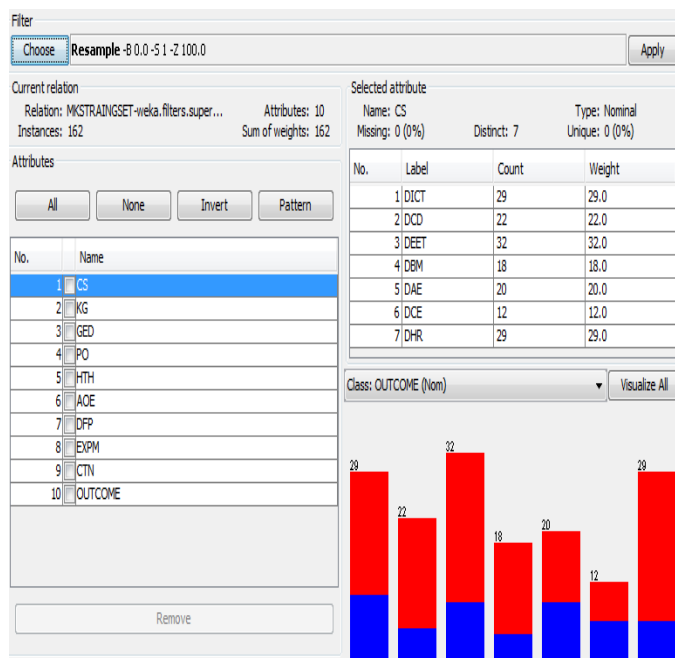 Filter
Choose Resample -B 0.0 -S 1 -Z 100.0 Apply
Current relation
Relation: MKSTRAINGSET-weka.filters.super... Attributes: 10
Instances: 162 Sum of weights: 162
Attributes
All None Invert Pattern
No. Name
1 CS
2 KG
3 GED
4 PO
5 HTH
6 AOE
7 DFP
8 EXPM
9 CTN
10 OUTCOME
Remove
Selected attribute
Name: CS Type: Nominal
Missing: 0 (0%) Distinct: 7 Unique: 0 (0%)
No. Label Count Weight
1 DICT 29 29.0
2 DCD 22 22.0
3 DEET 32 32.0
4 DBM 18 18.0
5 DAE 20 20.0
6 DCE 12 12.0
7 DHR 29 29.0
Class: OUTCOME (Nom) Visualize All
29 22 32 18 20 12 29